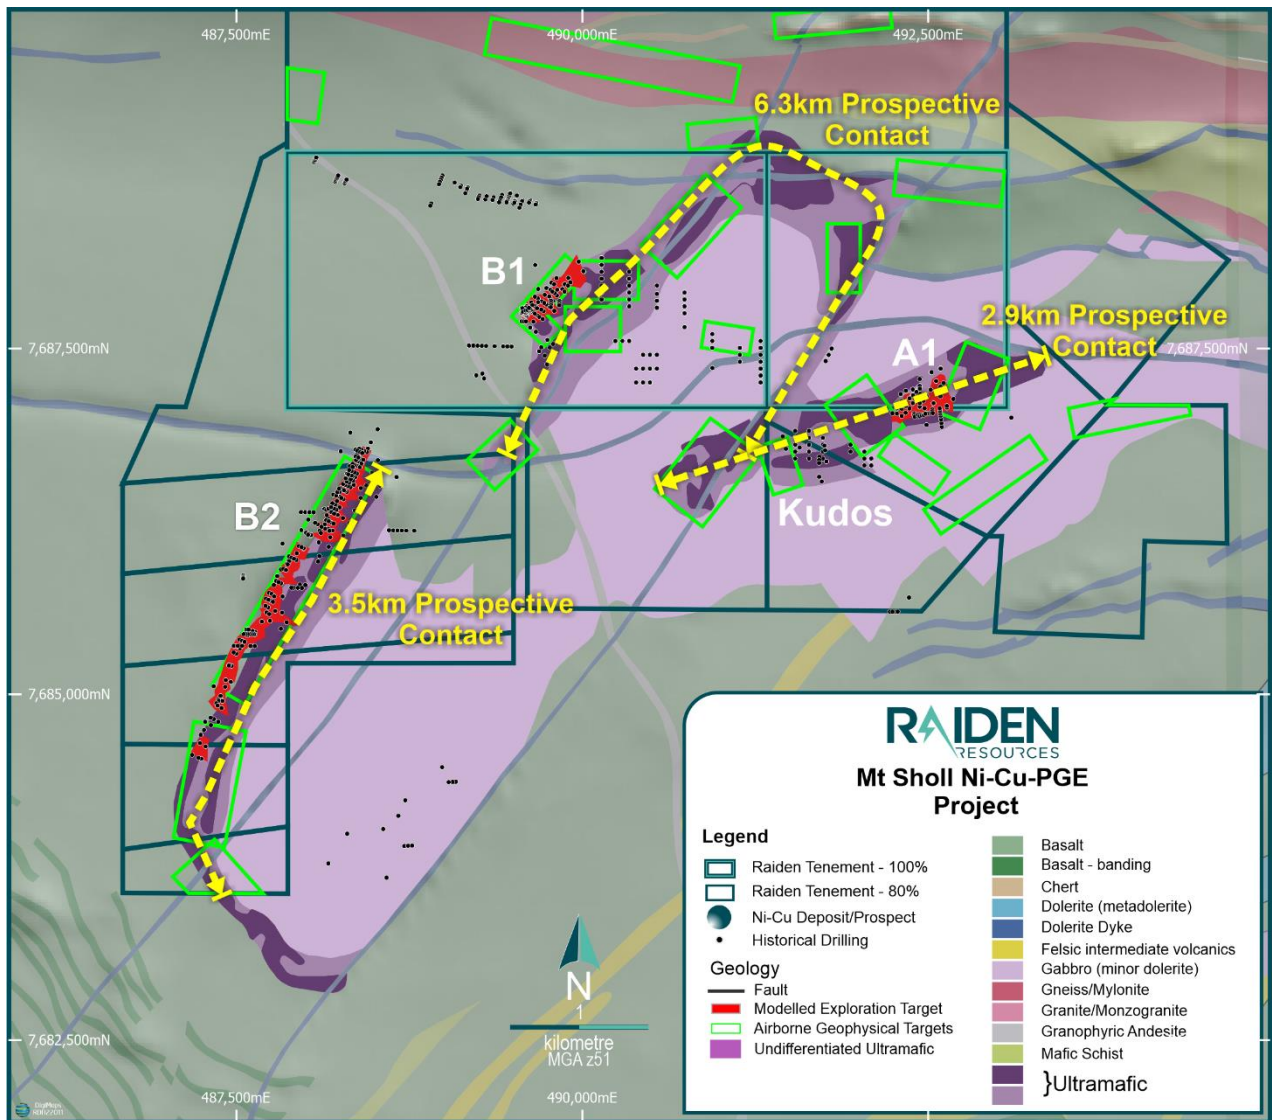 487,500mE
490,000mE
492,500mE
6.3km Prospective
Contact
B1
2.9km Prospective
Contact
7,687,500mN
7,687,500mN
A1
B2
Kudos
3.5km Prospective
Contact
7,685,000mN
RAIDEN
RESOURCES
Mt Sholl Ni-Cu-PGE
Project
Legend
Raiden Tenement - 100%
Raiden Tenement - 80%
Ni-Cu Deposit/Prospect
Historical Drilling
Geology
Fault
Modelled Exploration Target
Airborne Geophysical Targets
Undifferentiated Ultramafic
Basalt
Basalt - banding
Chert
Dolerite (metadolerite)
Dolerite Dyke
Felsic intermediate volcanics
Gabbro (minor dolerite)
Gneiss/Mylonite
Granite/Monzogranite
Granophyric Andesite
Mafic Schist
}Ultramafic
N
1
kilometre
MGA z51
7,682,500mN
487,500mE
490,000mE
DigiMaps